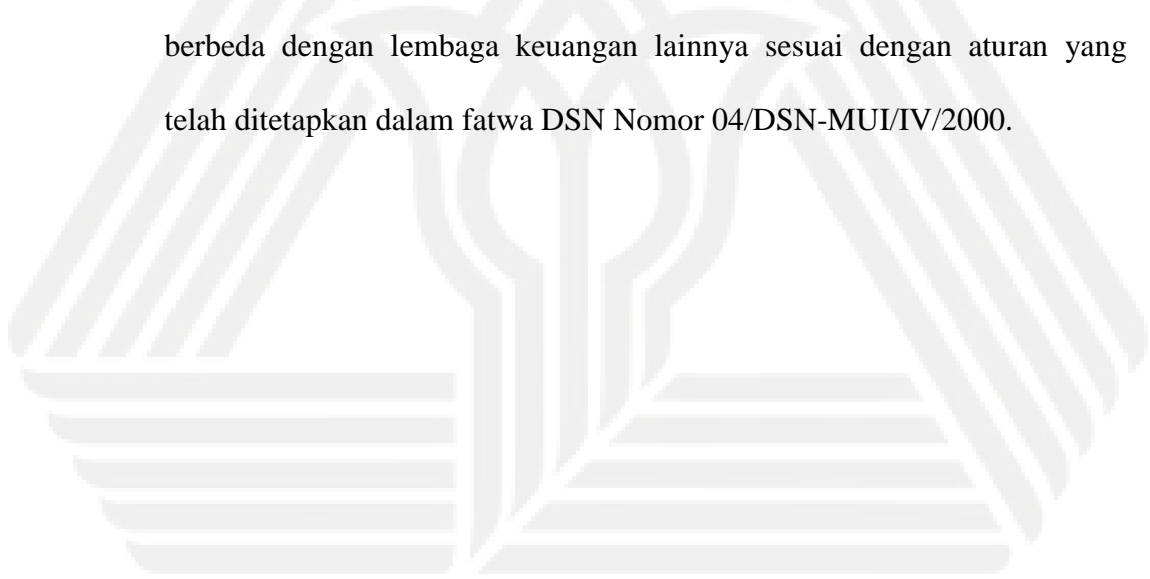 berbeda dengan lembaga keuangan lainnya sesuai dengan aturan yang
telah ditetapkan dalam fatwa DSN Nomor 04/DSN-MUI/IV/2000.